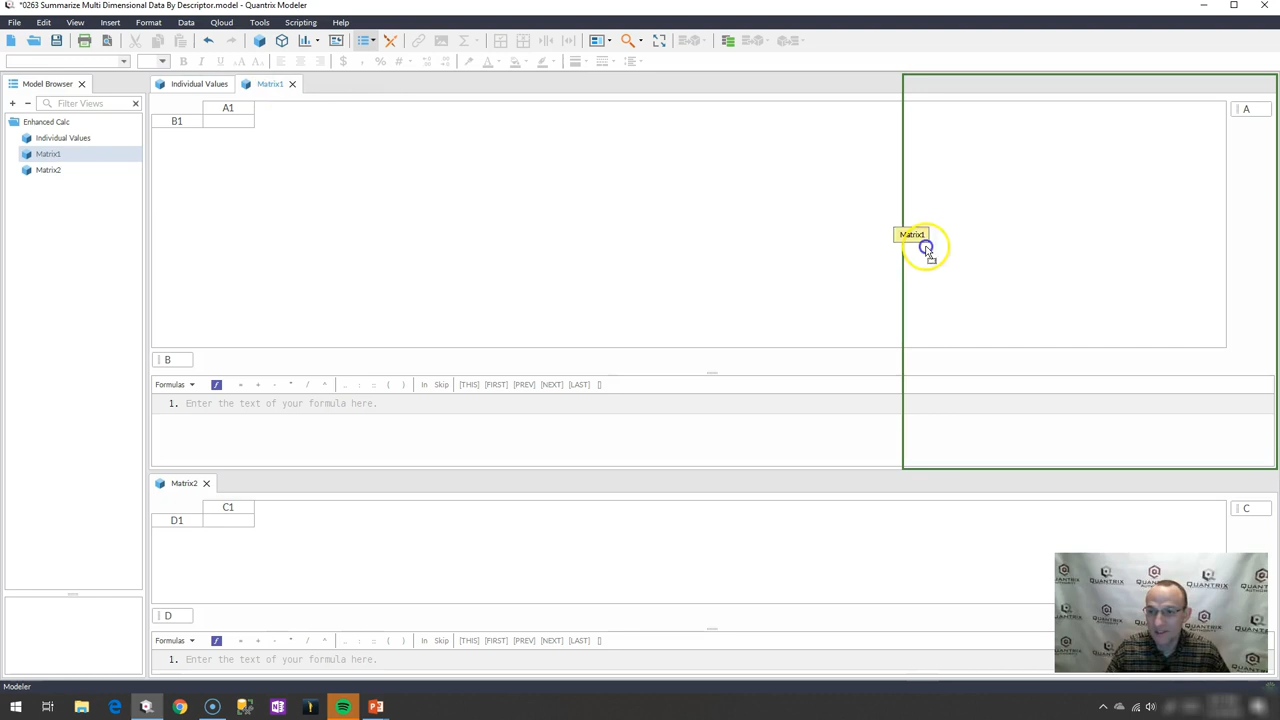 *0263 Summarize Multi Dimensional Data By Descriptor.model - Quantrix Modeler
File Edit View Insert Format Data Qloud Tools Scripting Help
Model Browser
Individual Values
Matrix1
Filter Views
A1
A
B1
Enhanced Calc
Individual Values
Matrix1
Matrix2
Matrix1
B
Formulas = + - * / ^ . : :: ( ) In Skip [THIS] [FIRST] [PREV] [NEXT] [LAST] []
1. Enter the text of your formula here.
Matrix2
C1
C
D1
D
Formulas = + - * / ^ . : :: ( ) In Skip [THIS] [FIRST] [PREV] [NEXT] [LAST] []
1. Enter the text of your formula here.
QUANTRIX
Modeler